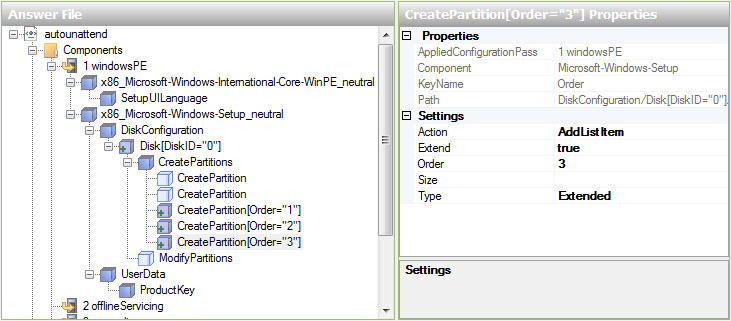 Answer File
autounattend
Components
1 windowsPE
x86_Microsoft-Windows-International-Core-WinPE_neutral
SetupUILanguage
x86_Microsoft-Windows-Setup_neutral
DiskConfiguration
Disk[DiskID="0"]
CreatePartitions
CreatePartition
CreatePartition
CreatePartition[Order="1"]
CreatePartition[Order="2"]
CreatePartition[Order="3"]
ModifyPartitions
UserData
ProductKey
2 offlineServicing
CreatePartition[Order="3"] Properties
Properties
AppliedConfigurationPass 1 windowsPE
Component Microsoft-Windows-Setup
KeyName Order
Path DiskConfiguration/Disk[DiskID="0"].
Settings
Action AddListItem
Extend true
Order 3
Size
Type Extended
Settings